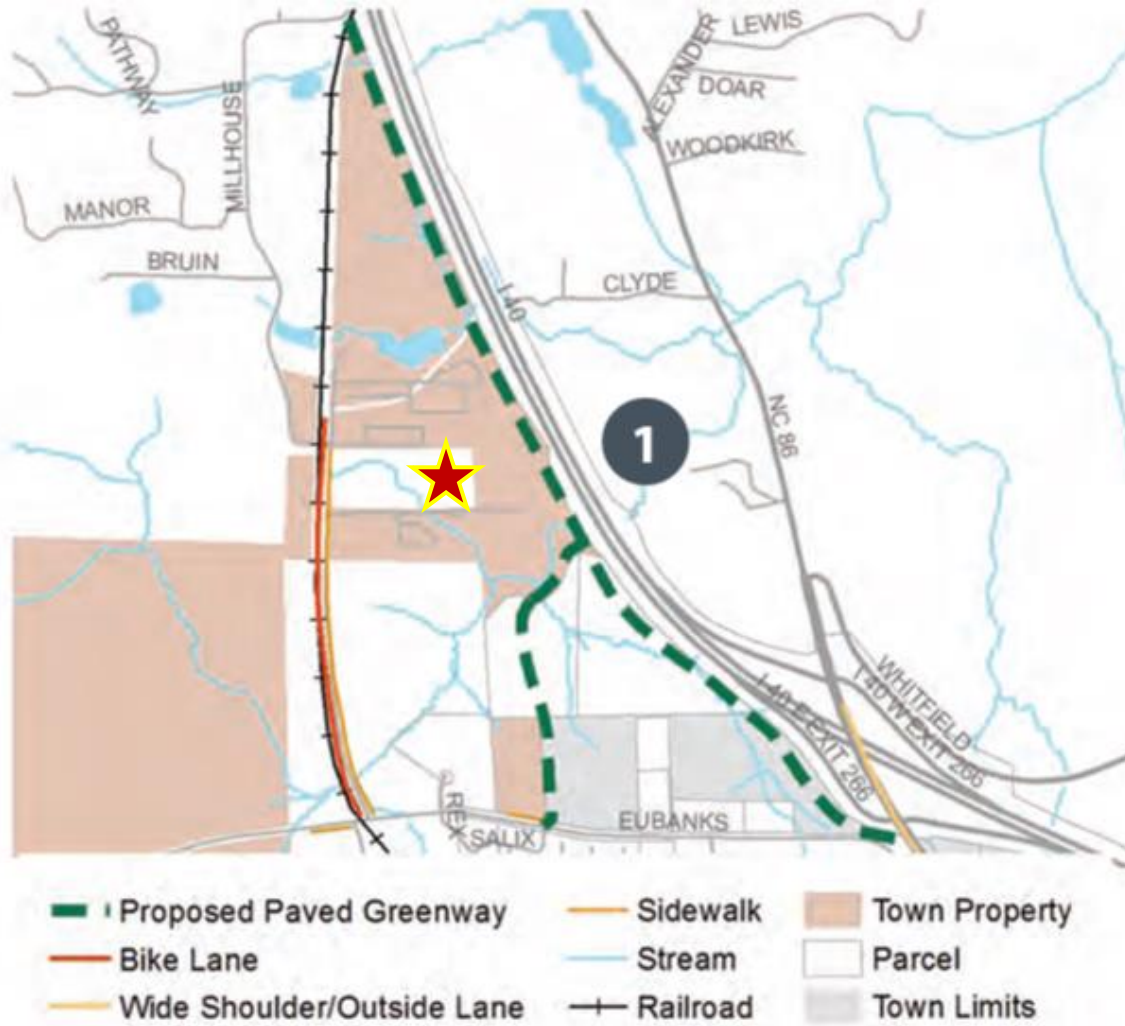 LEWIS
PATHWAY
ALEXANDER
DOAR
MILLHOUSE
WOODKIRK
MANOR
BRUIN
CLYDE
I-40
NC 86
1
WHITFIELD
I 40 W EXIT 266
I 40 E EXIT 266
REX
SALIX
EUBANKS
Proposed Paved Greenway
Sidewalk
Town Property
Bike Lane
Stream
Parcel
Wide Shoulder/Outside Lane
Railroad
Town Limits